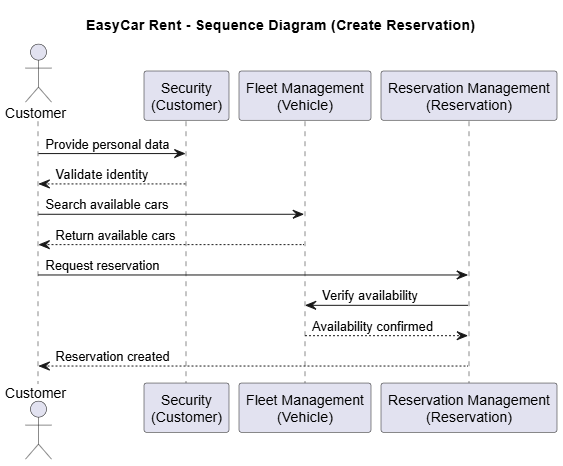 EasyCar Rent - Sequence Diagram (Create Reservation)
Customer
Security
(Customer)
Fleet Management
(Vehicle)
Reservation Management
(Reservation)
Provide personal data
Validate identity
Search available cars
Return available cars
Request reservation
Verify availability
Availability confirmed
Reservation created
Customer
Security
(Customer)
Fleet Management
(Vehicle)
Reservation Management
(Reservation)